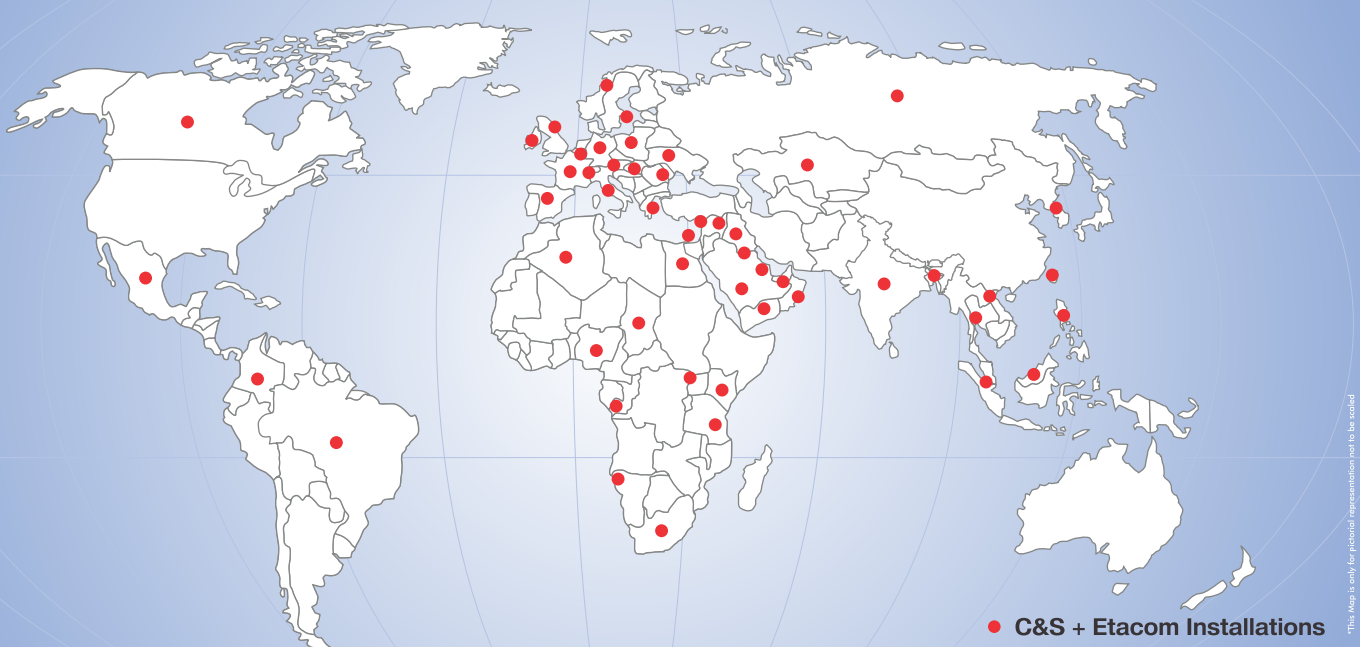 C&S + Etacom Installations
*This Map is only for pictorial representation not to be scaled